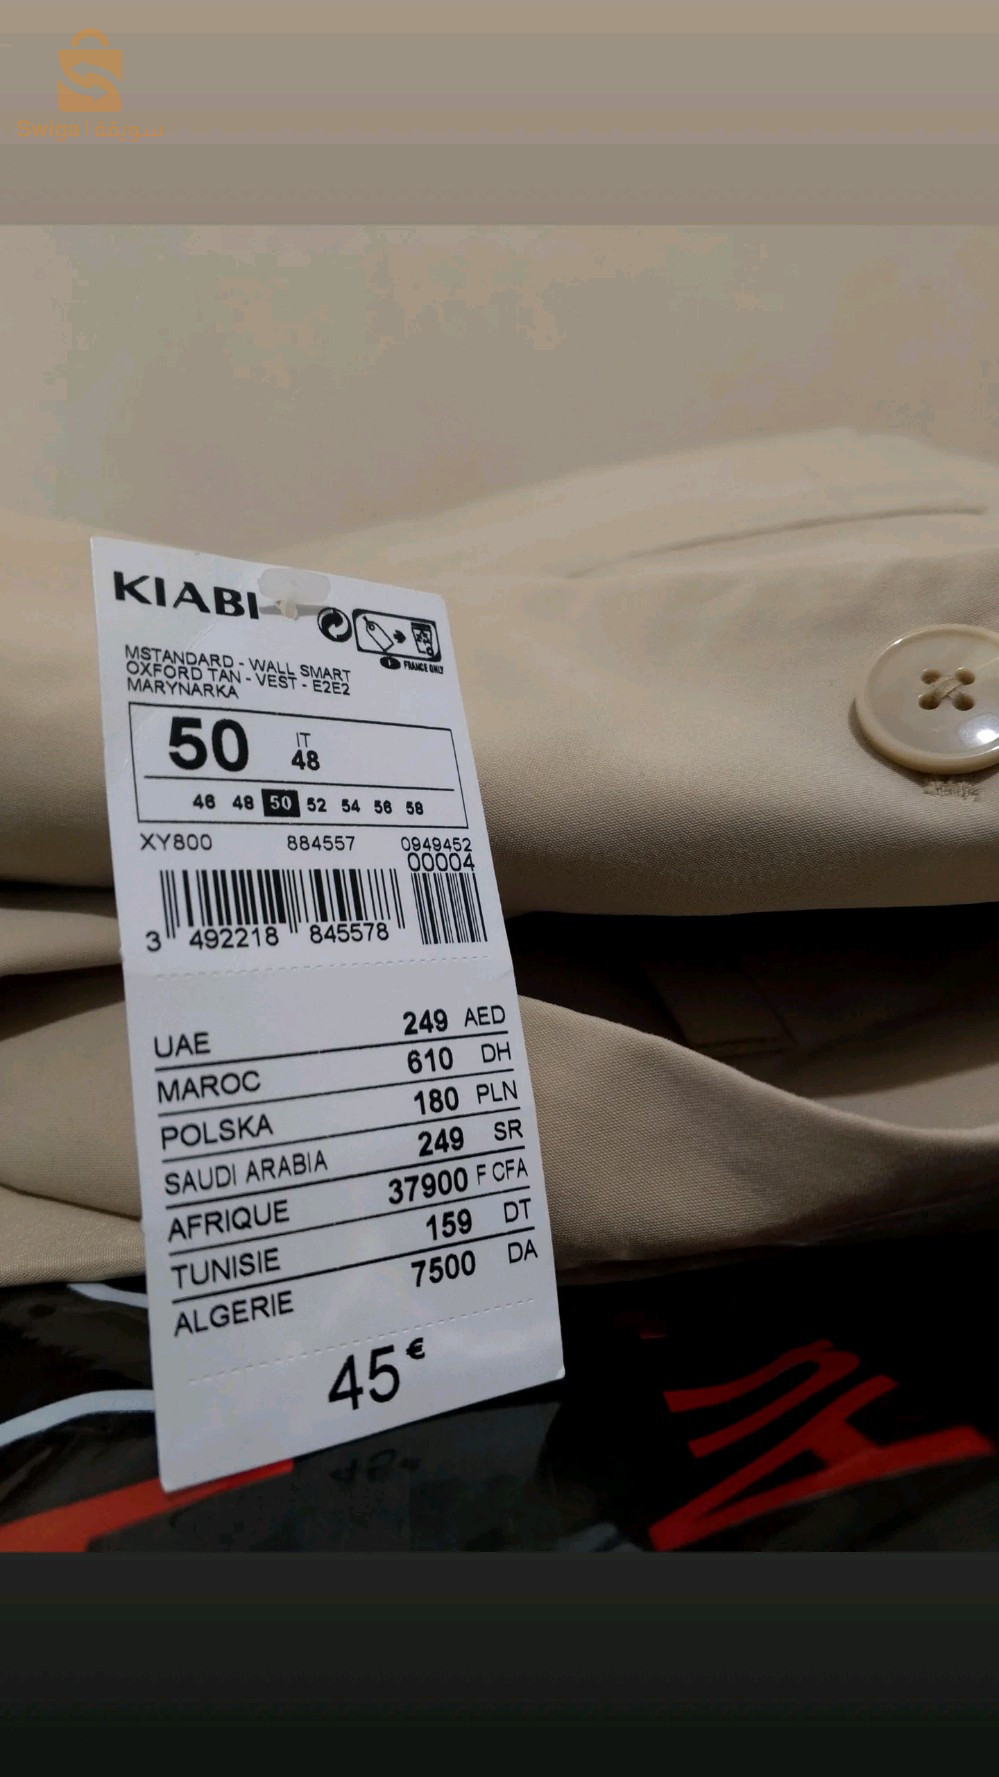 Swiqa | سويقة
KIABI
FRANCE ONLY
MSTANDARD - WALL SMART
OXFORD TAN - VEST - E2E2
MARYNARKA
50 IT 48
46 48 50 52 54 56 58
XY800 884557 0949452
00004
3 492218 845578
UAE 249 AED
MAROC 610 DH
POLSKA 180 PLN
SAUDI ARABIA 249 SR
AFRIQUE 37900 F CFA
TUNISIE 159 DT
ALGERIE 7500 DA
45€